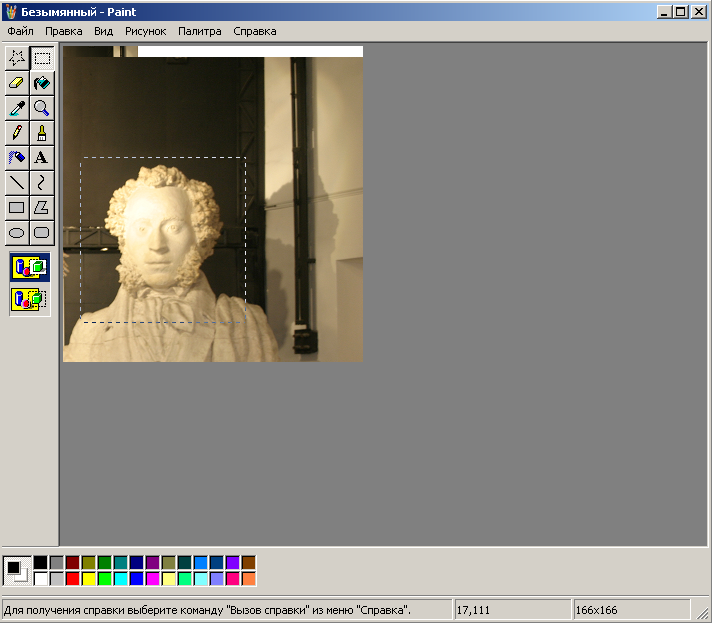 Безымянный - Paint
Файл Правка Вид Рисунок Палитра Справка
A
Для получения справки выберите команду "Вызов справки" из меню "Справка".
17,111
166x166